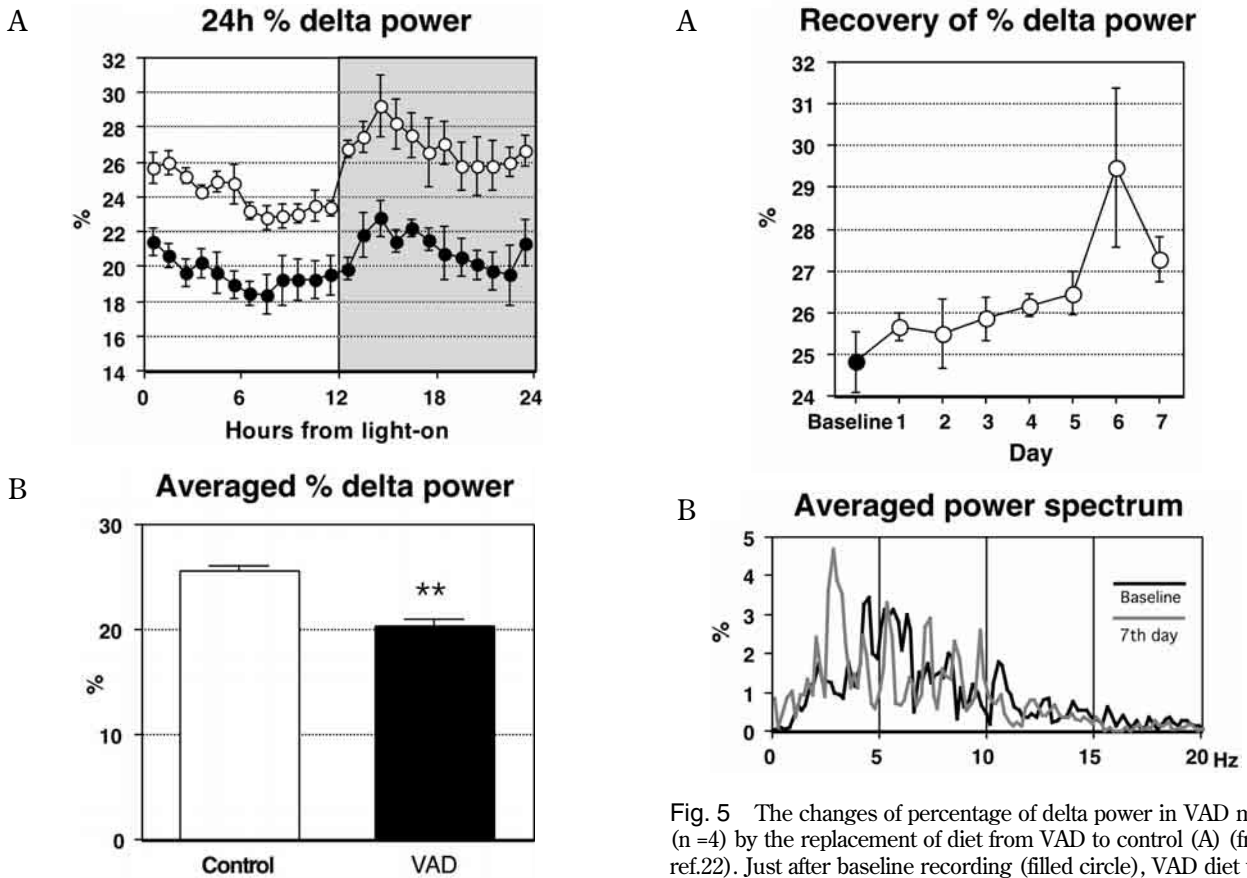 A
24h % delta power
32
30
28
26
24
22
20
18
16
14
%
0 6 12 18 24
Hours from light-on
B
Averaged % delta power
30
20
10
0
%
**
Control VAD
A
Recovery of % delta power
32
31
30
29
28
27
26
25
24
%
Baseline 1 2 3 4 5 6 7
Day
B
Averaged power spectrum
5
4
3
2
1
0
%
Baseline
7th day
0 5 10 15 20 Hz
Fig. 5 The changes of percentage of delta power in VAD
(n =4) by the replacement of diet from VAD to control (A)
ref.22). Just after baseline recording (filled circle), VAD diet